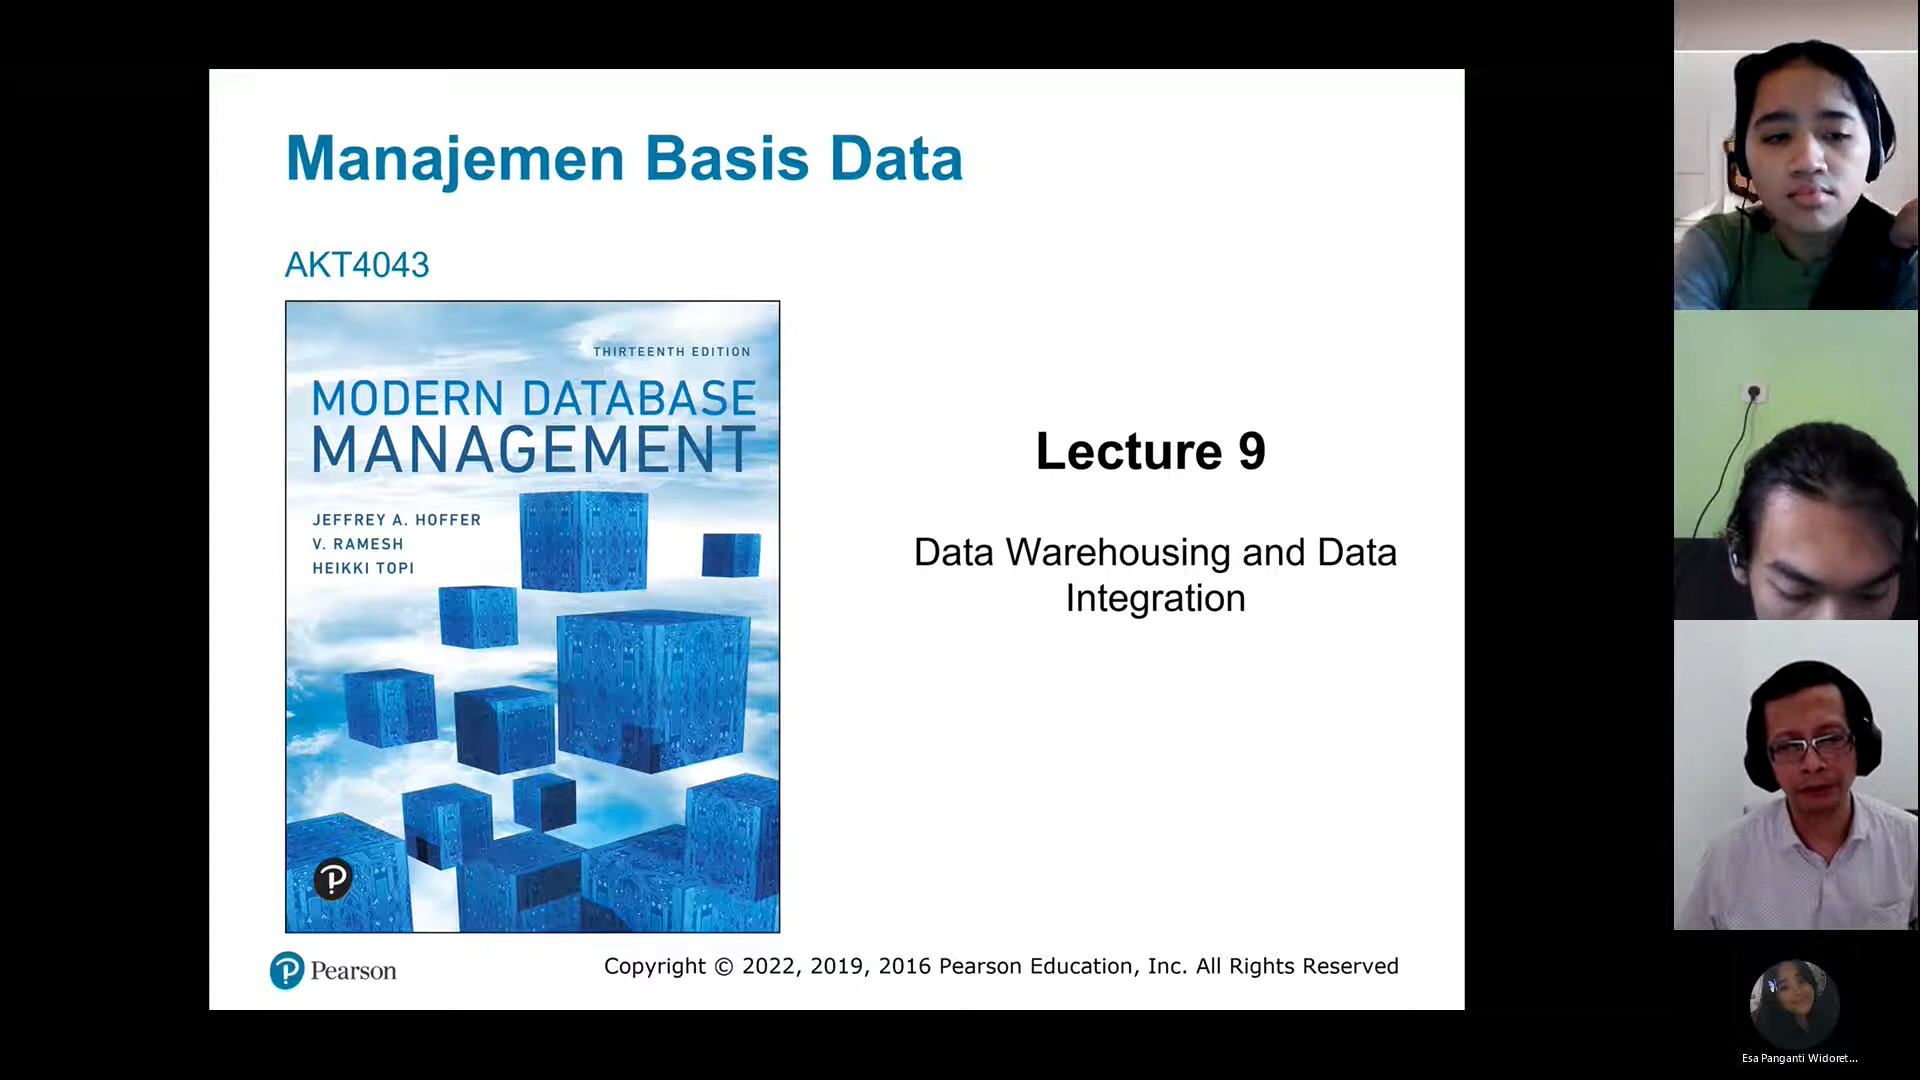 Manajemen Basis Data
AKT4043
THIRTEENTH EDITION
MODERN DATABASE
MANAGEMENT
JEFFREY A. HOFFER
V. RAMESH
HEIKKI TOPI
Lecture 9
Data Warehousing and Data
Integration
Pearson
Copyright © 2022, 2019, 2016 Pearson Education, Inc. All Rights Reserved
Esa Panganti Widoret...